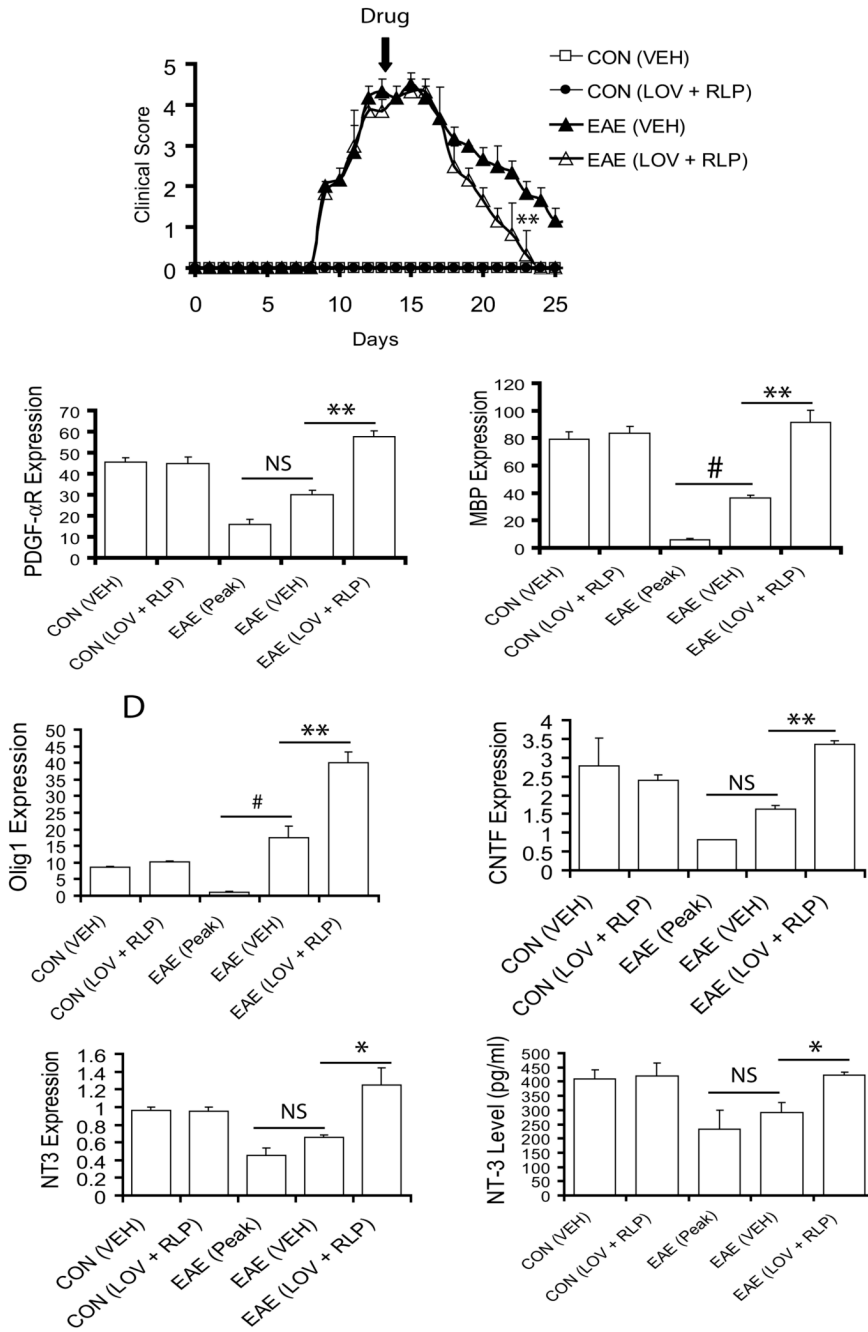 Drug
CON (VEH)
CON (LOV + RLP)
EAE (VEH)
EAE (LOV + RLP)
Clinical Score
5
4
3
2
1
0
**
0 5 10 15 20 25
Days
PDGF-αR Expression
70
60
50
40
30
20
10
0
NS
**
CON (VEH)
CON (LOV + RLP)
EAE (Peak)
EAE (VEH)
EAE (LOV + RLP)
MBP Expression
120
100
80
60
40
20
0
#
**
CON (VEH)
CON (LOV + RLP)
EAE (Peak)
EAE (VEH)
EAE (LOV + RLP)
D
Olig1 Expression
50
45
40
35
30
25
20
15
10
5
0
#
**
CON (VEH)
CON (LOV + RLP)
EAE (Peak)
EAE (VEH)
EAE (LOV + RLP)
CNTF Expression
4
3.5
3
2.5
2
1.5
1
0.5
0
NS
**
CON (VEH)
CON (LOV + RLP)
EAE (Peak)
EAE (VEH)
EAE (LOV + RLP)
NT3 Expression
1.6
1.4
1.2
1
0.8
0.6
0.4
0.2
0
NS
*
CON (VEH)
CON (LOV + RLP)
EAE (Peak)
EAE (VEH)
EAE (LOV + RLP)
NT-3 Level (pg/ml)
500
450
400
350
300
250
200
150
100
50
0
NS
*
CON (VEH)
CON (LOV + RLP)
EAE (Peak)
EAE (VEH)
EAE (LOV + RLP)